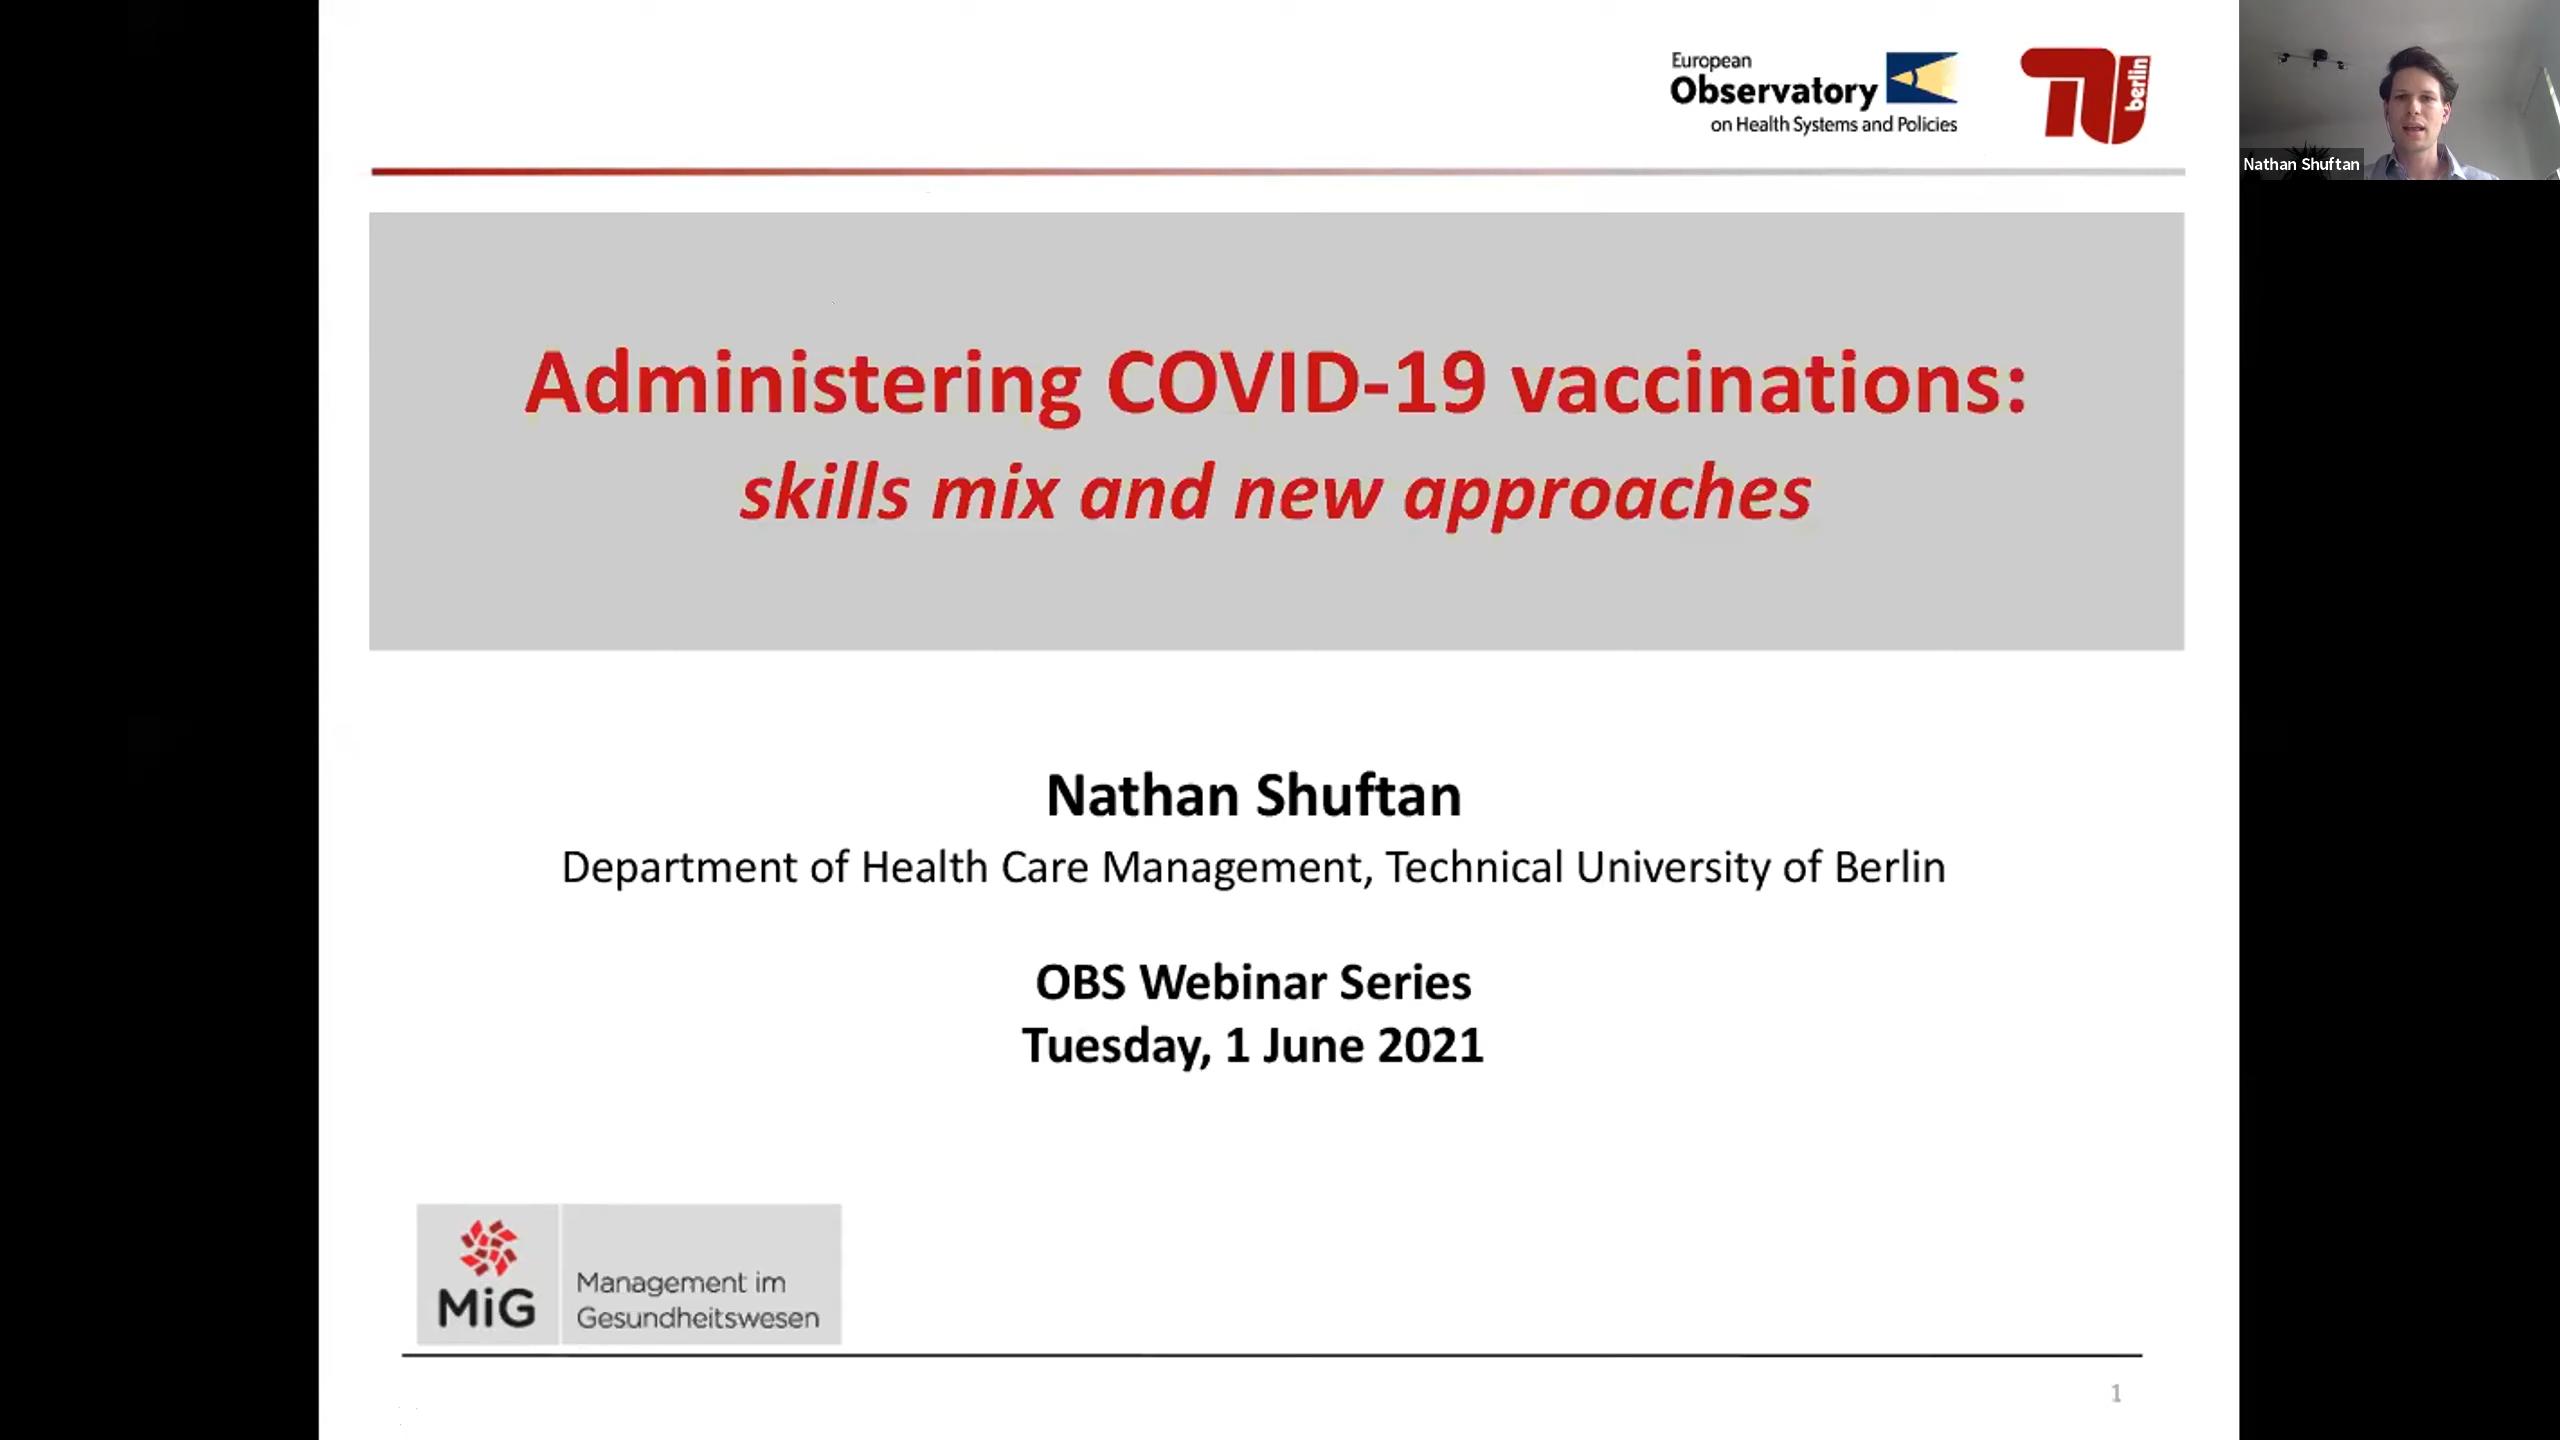 European
Observatory
on Health Systems and Policies
berlin
Nathan Shuftan
Administering COVID-19 vaccinations:
skills mix and new approaches
Nathan Shuftan
Department of Health Care Management, Technical University of Berlin
OBS Webinar Series
Tuesday, 1 June 2021
MiG
Management im
Gesundheitswesen
1